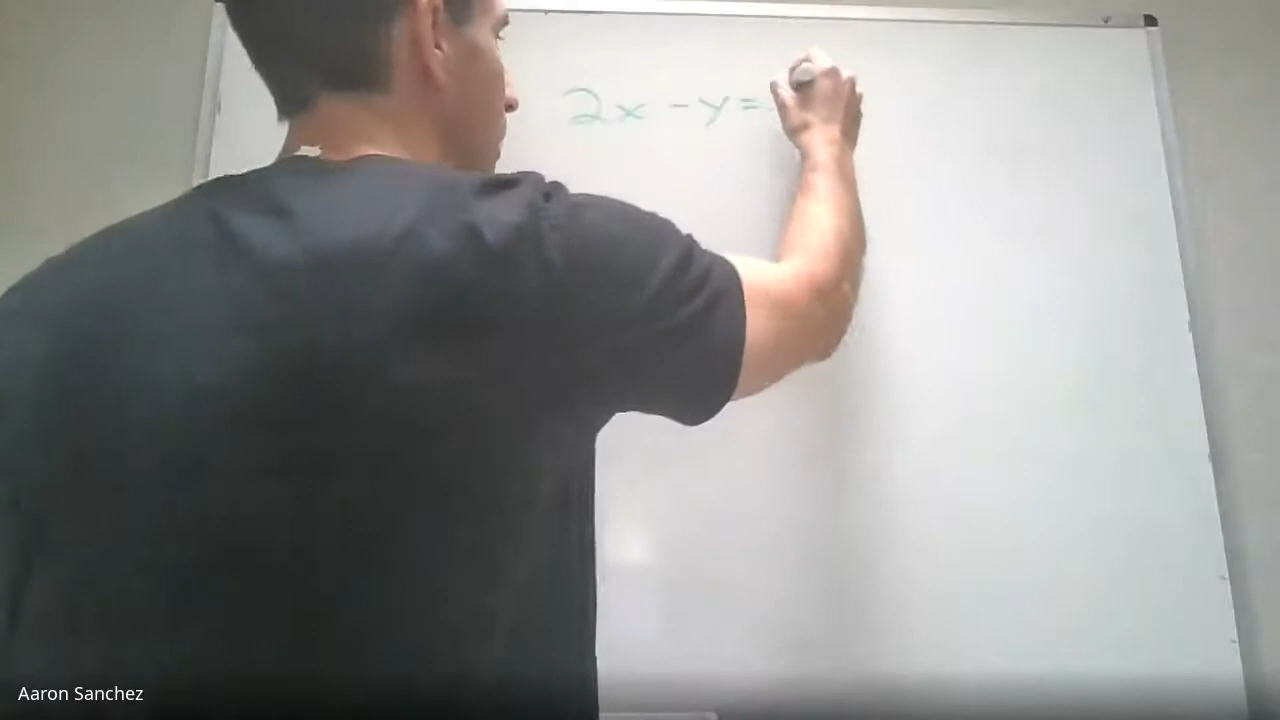 2x - y =
Aaron Sanchez